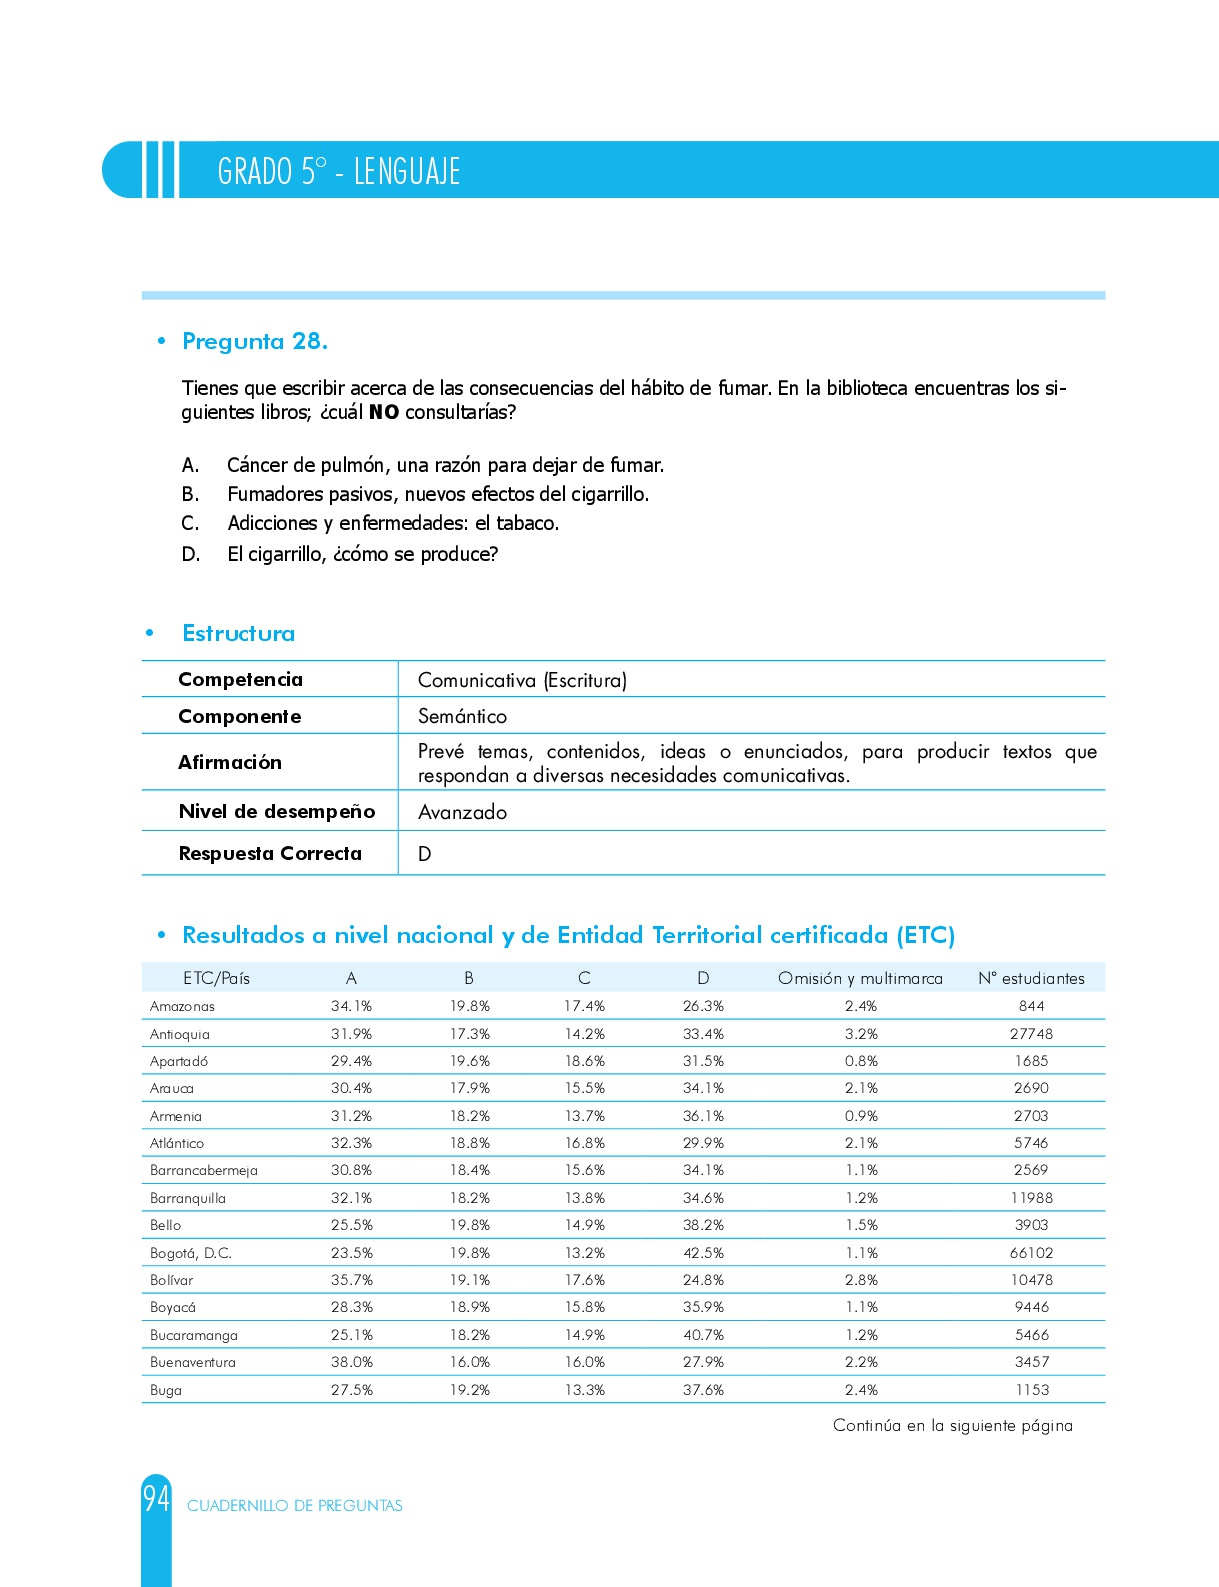 GRADO 5° - LENGUAJE
• Pregunta 28.
Tienes que escribir acerca de las consecuencias del hábito de fumar. En la biblioteca encuentras los si-
guientes libros; ¿cuál NO consultarías?
A. Cáncer de pulmón, una razón para dejar de fumar.
B. Fumadores pasivos, nuevos efectos del cigarrillo.
C. Adicciones y enfermedades: el tabaco.
D. El cigarrillo, ¿cómo se produce?
• Estructura
Competencia Comunicativa (Escritura)
Componente Semántico
Afirmación Prevé temas, contenidos, ideas o enunciados, para producir textos que
respondan a diversas necesidades comunicativas.
Nivel de desempeño Avanzado
Respuesta Correcta D
• Resultados a nivel nacional y de Entidad Territorial certificada (ETC)
ETC/País A B C D Omisión y multimarca N° estudiantes
Amazonas 34.1% 19.8% 17.4% 26.3% 2.4% 844
Antioquia 31.9% 17.3% 14.2% 33.4% 3.2% 27748
Apartadó 29.4% 19.6% 18.6% 31.5% 0.8% 1685
Arauca 30.4% 17.9% 15.5% 34.1% 2.1% 2690
Armenia 31.2% 18.2% 13.7% 36.1% 0.9% 2703
Atlántico 32.3% 18.8% 16.8% 29.9% 2.1% 5746
Barrancabermeja 30.8% 18.4% 15.6% 34.1% 1.1% 2569
Barranquilla 32.1% 18.2% 13.8% 34.6% 1.2% 11988
Bello 25.5% 19.8% 14.9% 38.2% 1.5% 3903
Bogotá, D.C. 23.5% 19.8% 13.2% 42.5% 1.1% 66102
Bolívar 35.7% 19.1% 17.6% 24.8% 2.8% 10478
Boyacá 28.3% 18.9% 15.8% 35.9% 1.1% 9446
Bucaramanga 25.1% 18.2% 14.9% 40.7% 1.2% 5466
Buenaventura 38.0% 16.0% 16.0% 27.9% 2.2% 3457
Buga 27.5% 19.2% 13.3% 37.6% 2.4% 1153
Continúa en la siguiente página
94 CUADERNILLO DE PREGUNTAS